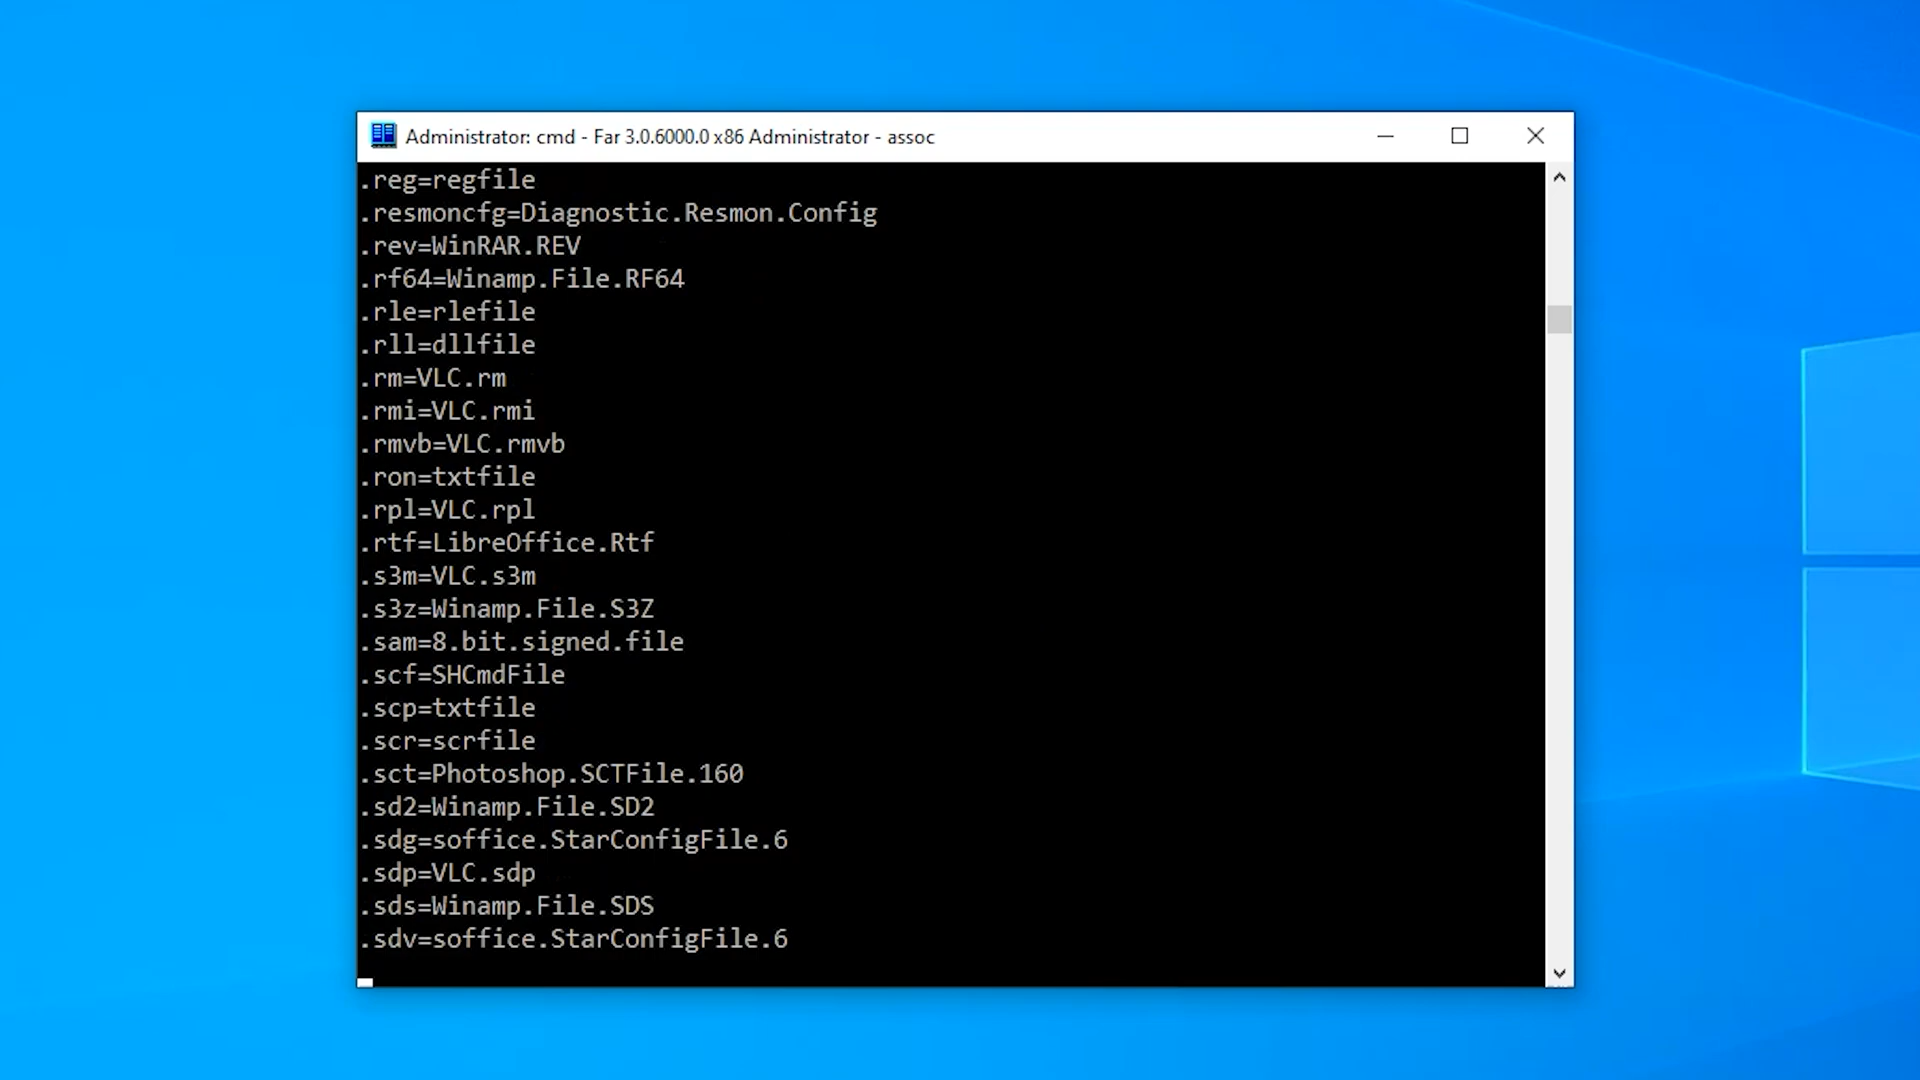 Administrator: cmd - Far 3.0.6000.0 x86 Administrator - assoc
.reg=regfile
.resmoncfg=Diagnostic.Resmon.Config
.rev=WinRAR.REV
.rf64=Winamp.File.RF64
.rle=rlefile
.rll=dllfile
.rm=VLC.rm
.rmi=VLC.rmi
.rmvb=VLC.rmvb
.ron=txtfile
.rpl=VLC.rpl
.rtf=LibreOffice.Rtf
.s3m=VLC.s3m
.s3z=Winamp.File.S3Z
.sam=8.bit.signed.file
.scf=SHCmdFile
.scp=txtfile
.scr=scrfile
.sct=Photoshop.SCTFile.160
.sd2=Winamp.File.SD2
.sdg=soffice.StarConfigFile.6
.sdp=VLC.sdp
.sds=Winamp.File.SDS
.sdv=soffice.StarConfigFile.6